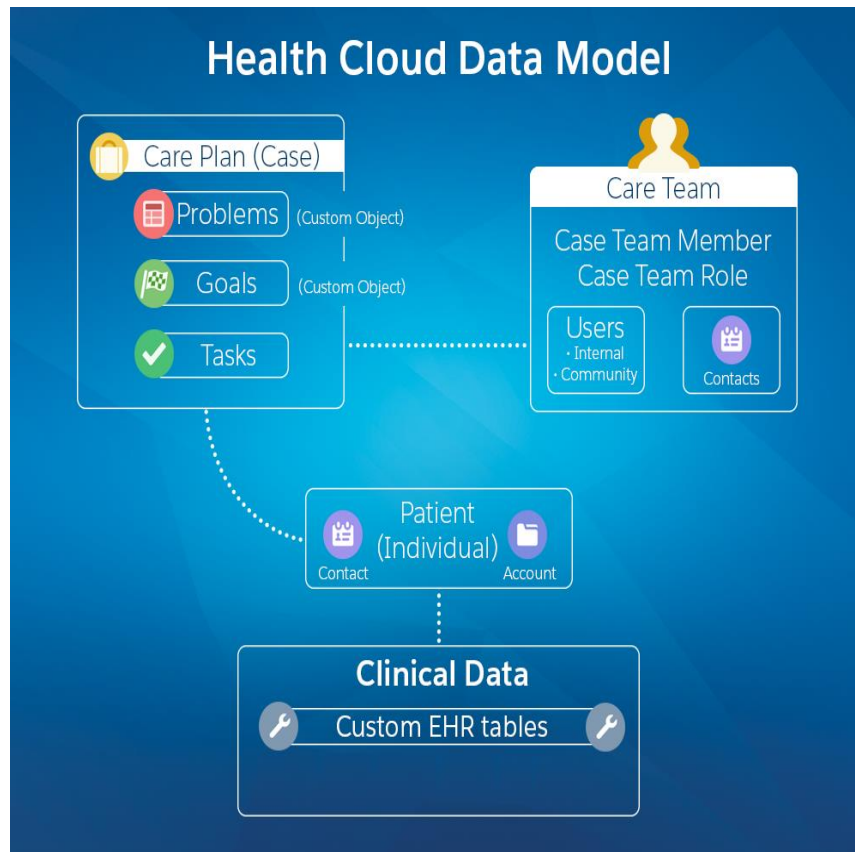 Health Cloud Data Model
Care Plan (Case)
Problems (Custom Object)
Goals (Custom Object)
Tasks
Care Team
Case Team Member
Case Team Role
Users
· Internal
· Community
Contacts
Patient
(Individual)
Contact
Account
Clinical Data
Custom EHR tables